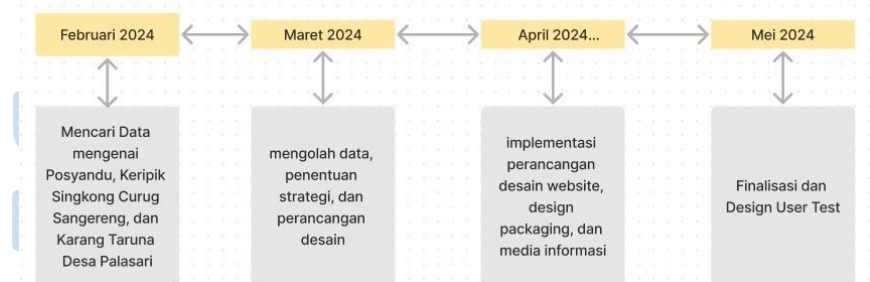 Februari 2024
Maret 2024
April 2024...
Mei 2024
Mencari Data
mengenai
Posyandu, Keripik
Singkong Curug
Sangereng, dan
Karang Taruna
Desa Palasari
mengolah data,
penentuan
strategi, dan
perancangan
desain
implementasi
perancangan
desain website,
design
packaging, dan
media informasi
Finalisasi dan
Design User Test